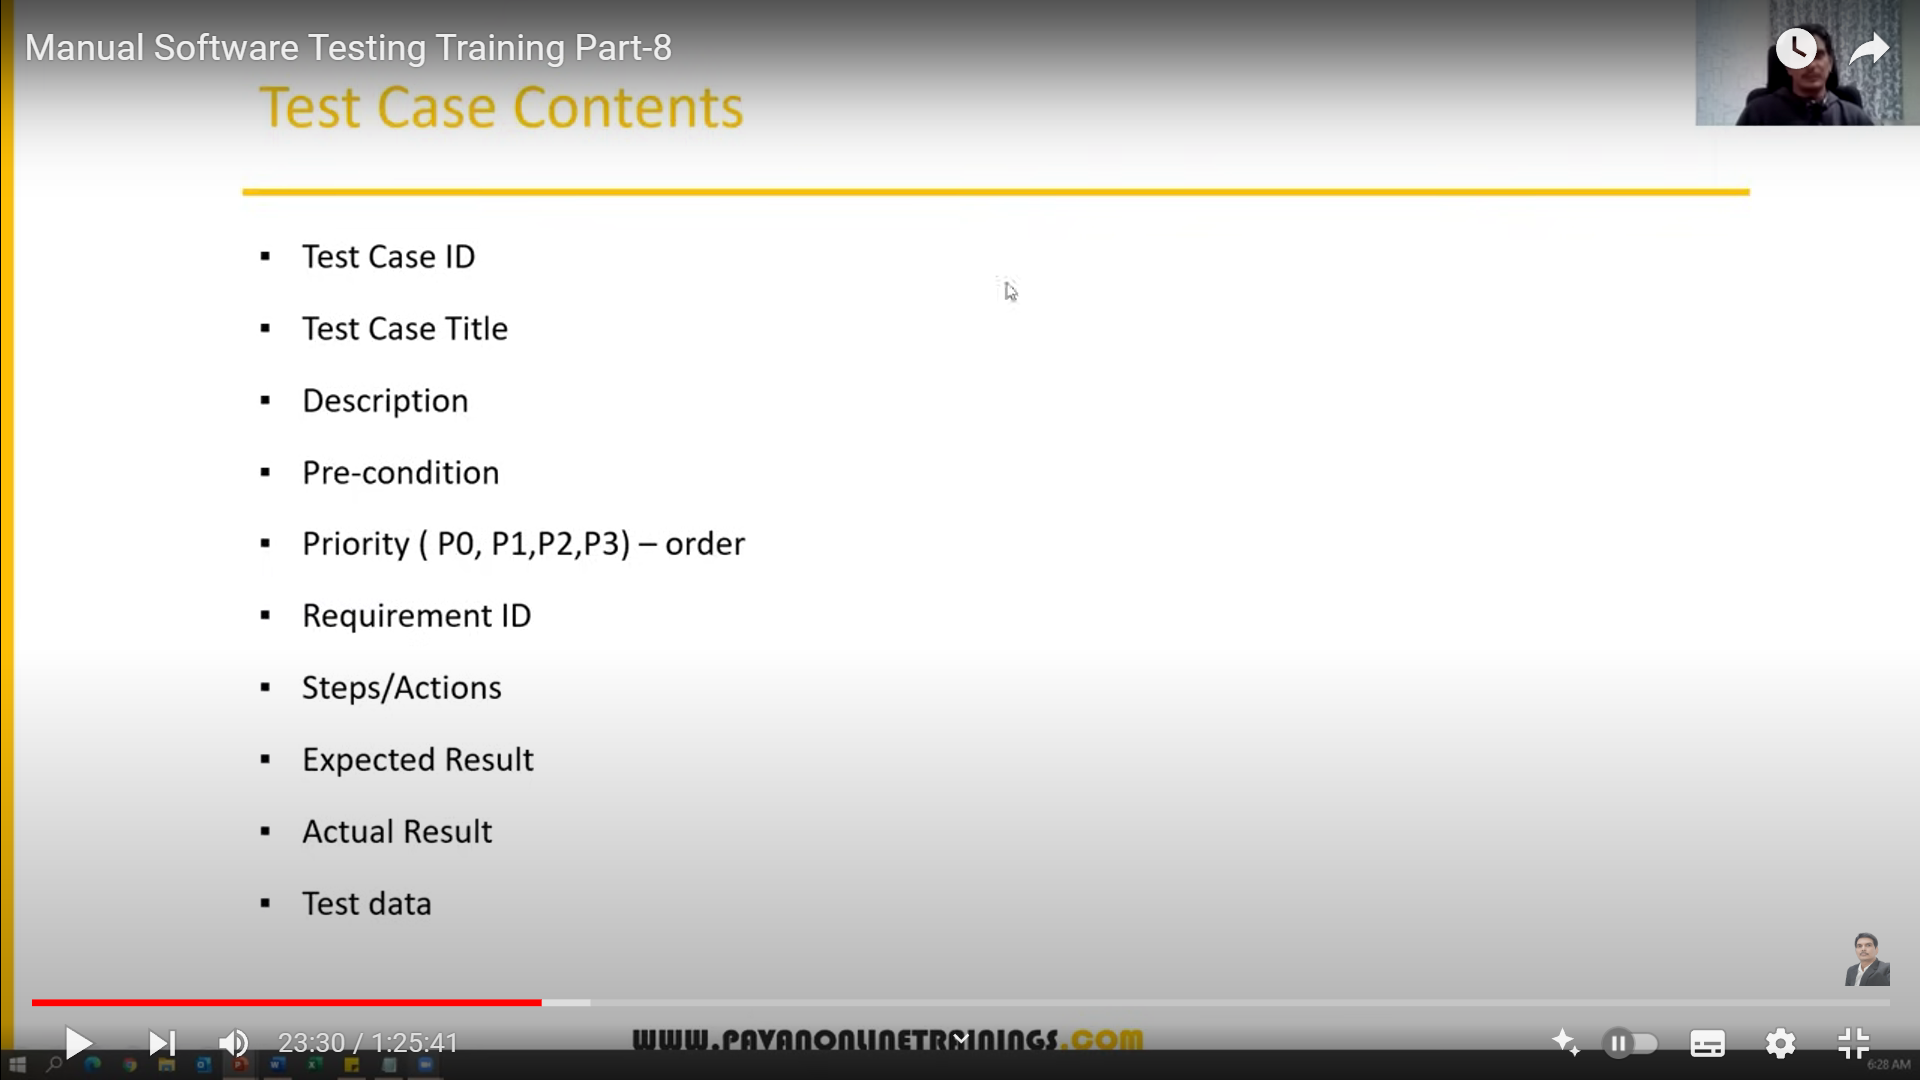 Manual Software Testing Training Part-8
Test Case Contents
▪ Test Case ID
▪ Test Case Title
▪ Description
▪ Pre-condition
▪ Priority ( P0, P1,P2,P3) – order
▪ Requirement ID
▪ Steps/Actions
▪ Expected Result
▪ Actual Result
▪ Test data
23:30 / 1:25:41
WWW.PAVANONLINETRAININGS.COM
6:28 AM